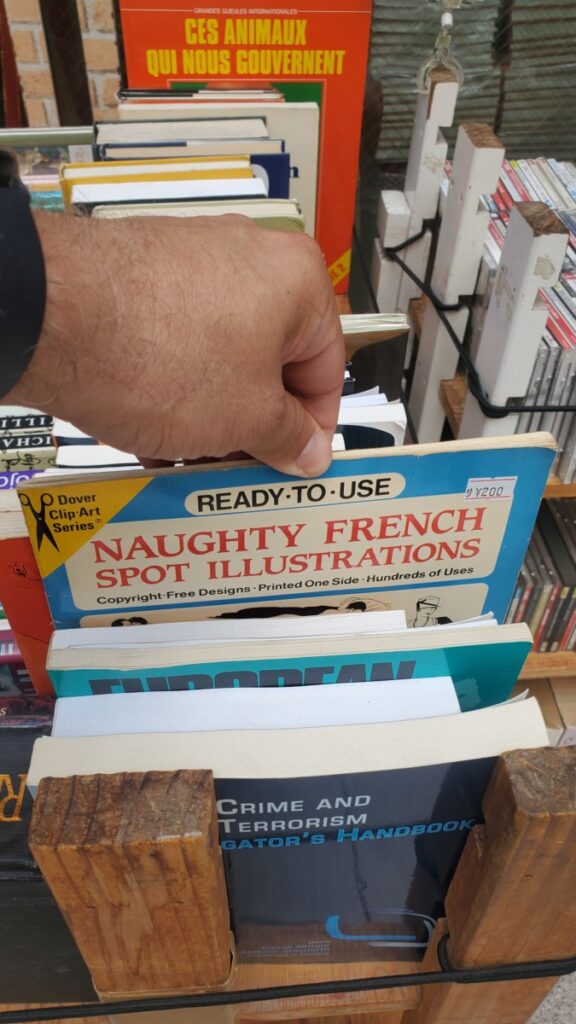 GRANDES GUEULES INTERNATIONALES
CES ANIMAUX
QUI NOUS GOUVERNENT
Dover
Clip-Art
Series®
READY·TO·USE
¥200
NAUGHTY FRENCH
SPOT ILLUSTRATIONS
Copyright-Free Designs · Printed One Side · Hundreds of Uses
EUROPEAN
CRIME AND
TERRORISM
GATOR'S HANDBOOK